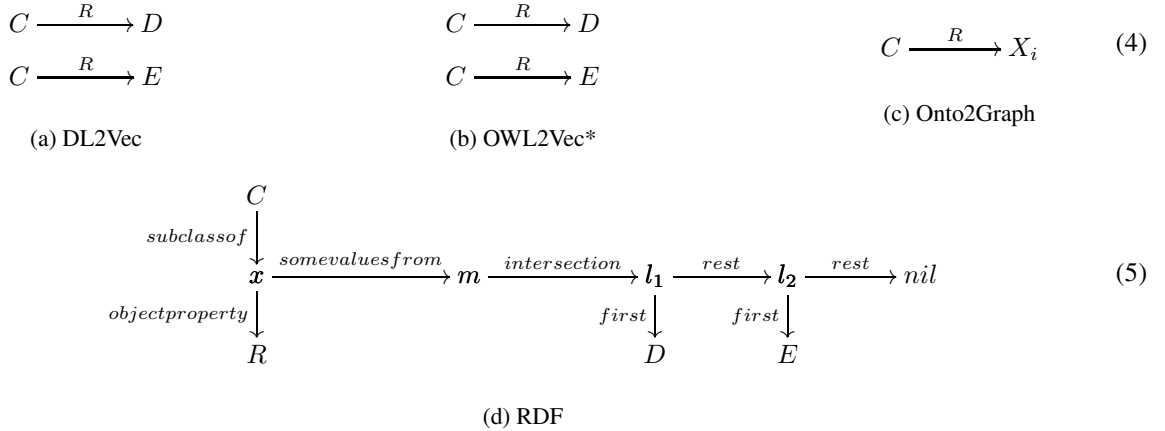 C R D C R D
C R X_i (4)
C R E C R E
(a) DL2Vec (b) OWL2Vec* (c) Onto2Graph
C
subclassof
x somevaluesfrom m intersection l_1 rest l_2 rest nil (5)
objectproperty first first
R D E
(d) RDF